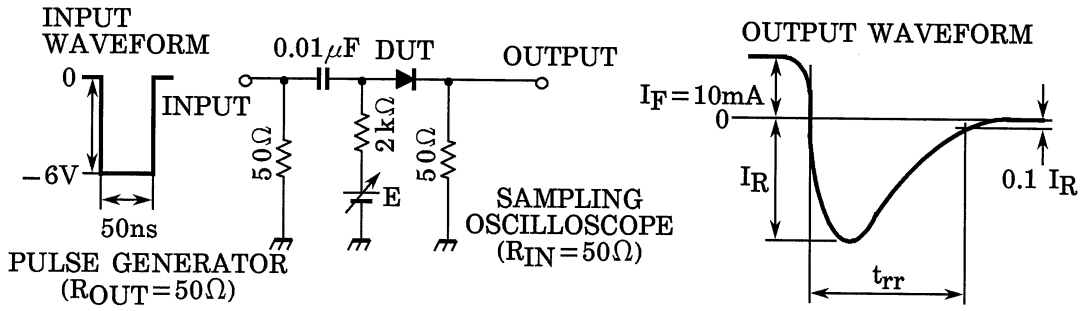 INPUT
WAVEFORM
0
−6V
50ns
PULSE GENERATOR
(ROUT=50Ω)
INPUT
0.01μF
DUT
OUTPUT
50Ω
2kΩ
E
50Ω
SAMPLING
OSCILLOSCOPE
(RIN=50Ω)
OUTPUT WAVEFORM
IF=10mA
0
IR
0.1 IR
trr